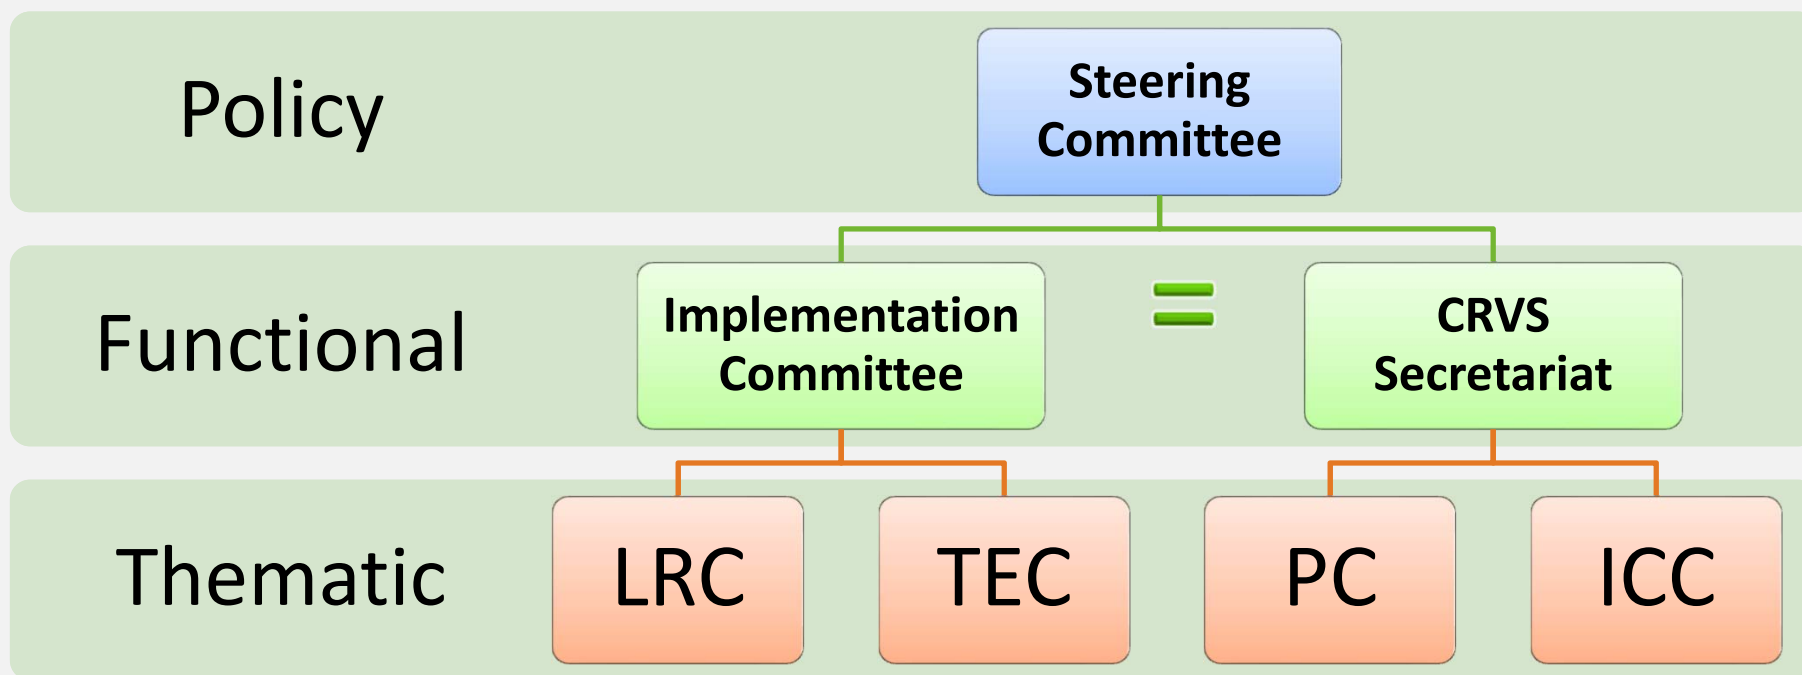 Policy
Steering
Committee
Functional
Implementation
Committee
=
CRVS
Secretariat
Thematic
LRC
TEC
PC
ICC